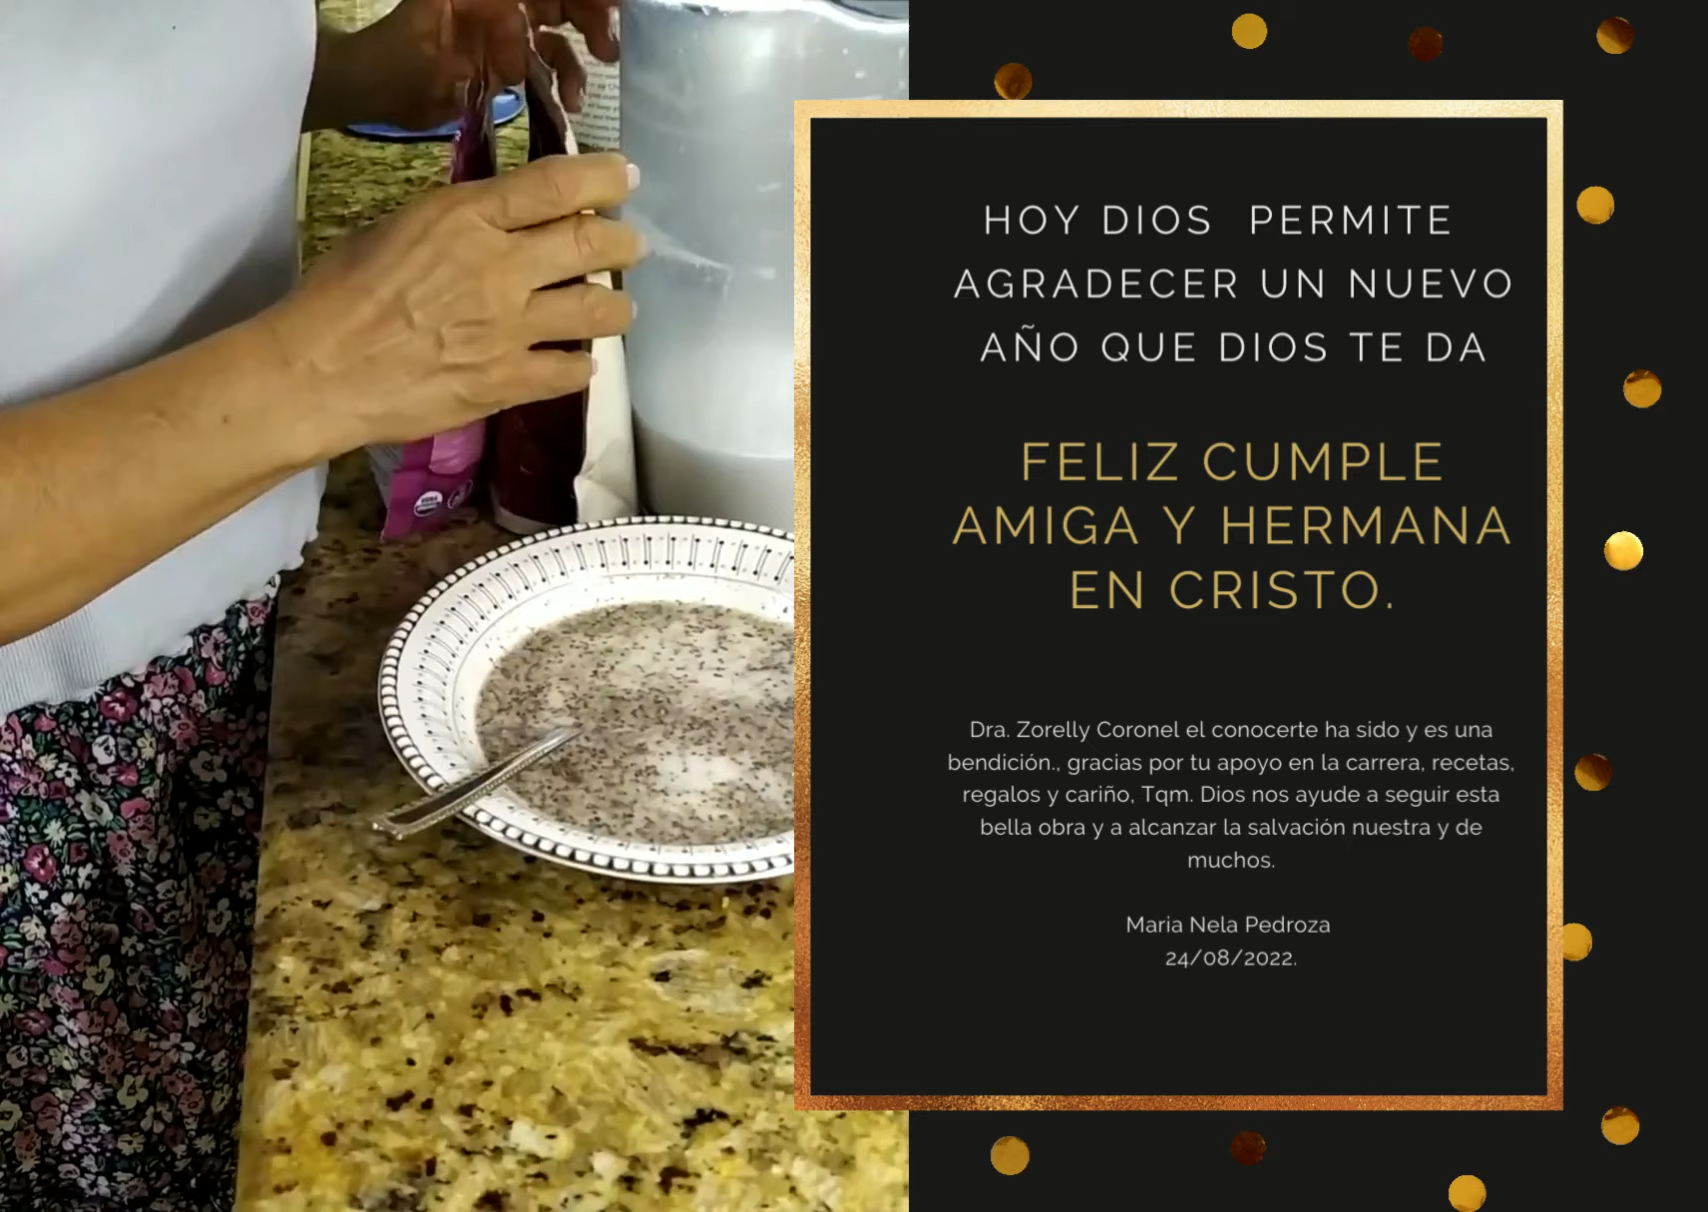 HOY DIOS PERMITE
AGRADECER UN NUEVO
AÑO QUE DIOS TE DA
FELIZ CUMPLE
AMIGA Y HERMANA
EN CRISTO.
Dra. Zorelly Coronel el conocerte ha sido y es una
bendición., gracias por tu apoyo en la carrera, recetas,
regalos y cariño, Tqm. Dios nos ayude a seguir esta
bella obra y a alcanzar la salvación nuestra y de
muchos.
Maria Nela Pedroza
24/08/2022.